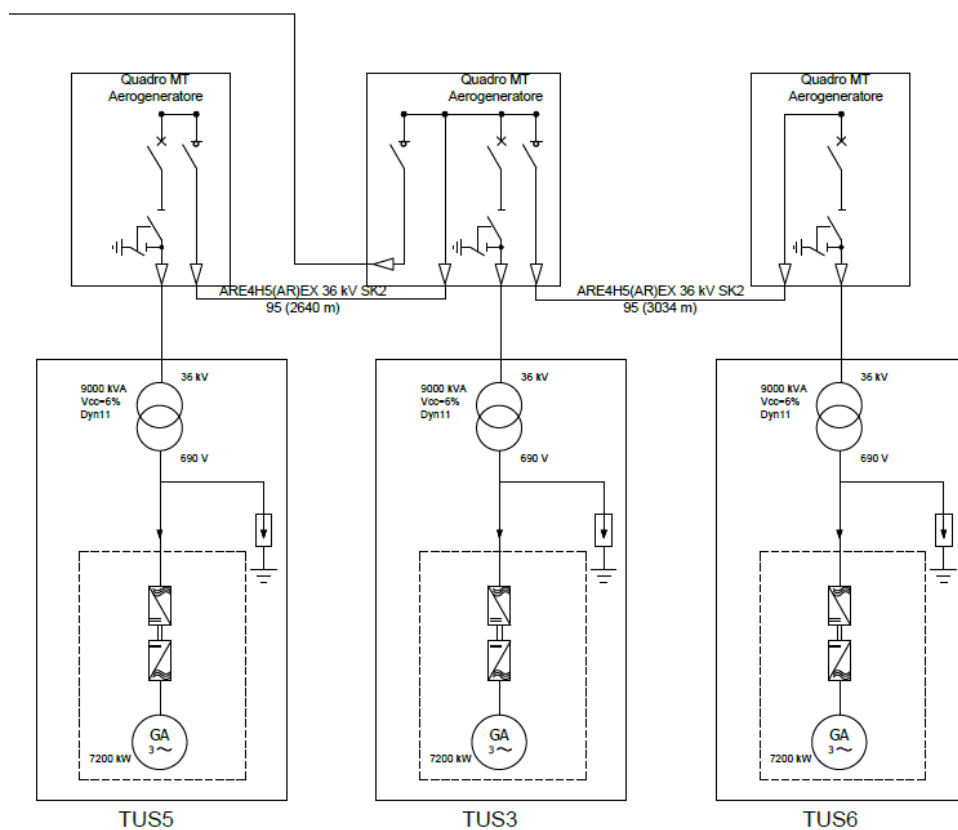 Quadro MT
Aerogeneratore
Quadro MT
Aerogeneratore
Quadro MT
Aerogeneratore
ARE4H5(AR)EX 36 kV SK2
95 (2640 m)
ARE4H5(AR)EX 36 kV SK2
95 (3034 m)
36 kV
9000 kVA
Vcc=6%
Dyn11
690 V
36 kV
9000 kVA
Vcc=6%
Dyn11
690 V
36 kV
9000 kVA
Vcc=6%
Dyn11
690 V
GA
3
7200 kW
GA
3
7200 kW
GA
3
7200 kW
TUS5
TUS3
TUS6